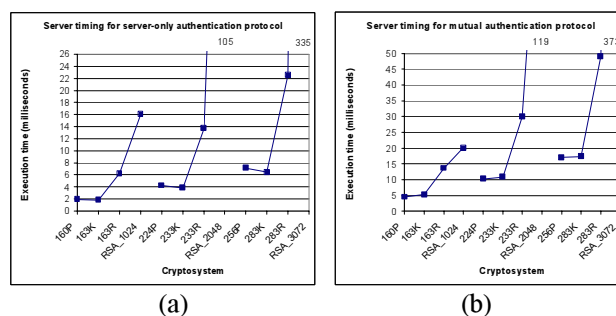 Server timing for server-only authentication protocol
105
335
26
24
22
20
18
16
14
12
10
8
6
4
2
0
Execution time (milliseconds)
160P
163K
163R
RSA_1024
224P
233K
233R
RSA_2048
256P
283K
283R
RSA_3072
Cryptosystem
(a)
Server timing for mutual authentication protocol
119
373
50
45
40
35
30
25
20
15
10
5
0
Execution time (milliseconds)
160P
163K
163R
RSA_1024
224P
233K
233R
RSA_2048
256P
283K
283R
RSA_3072
Cryptosystem
(b)